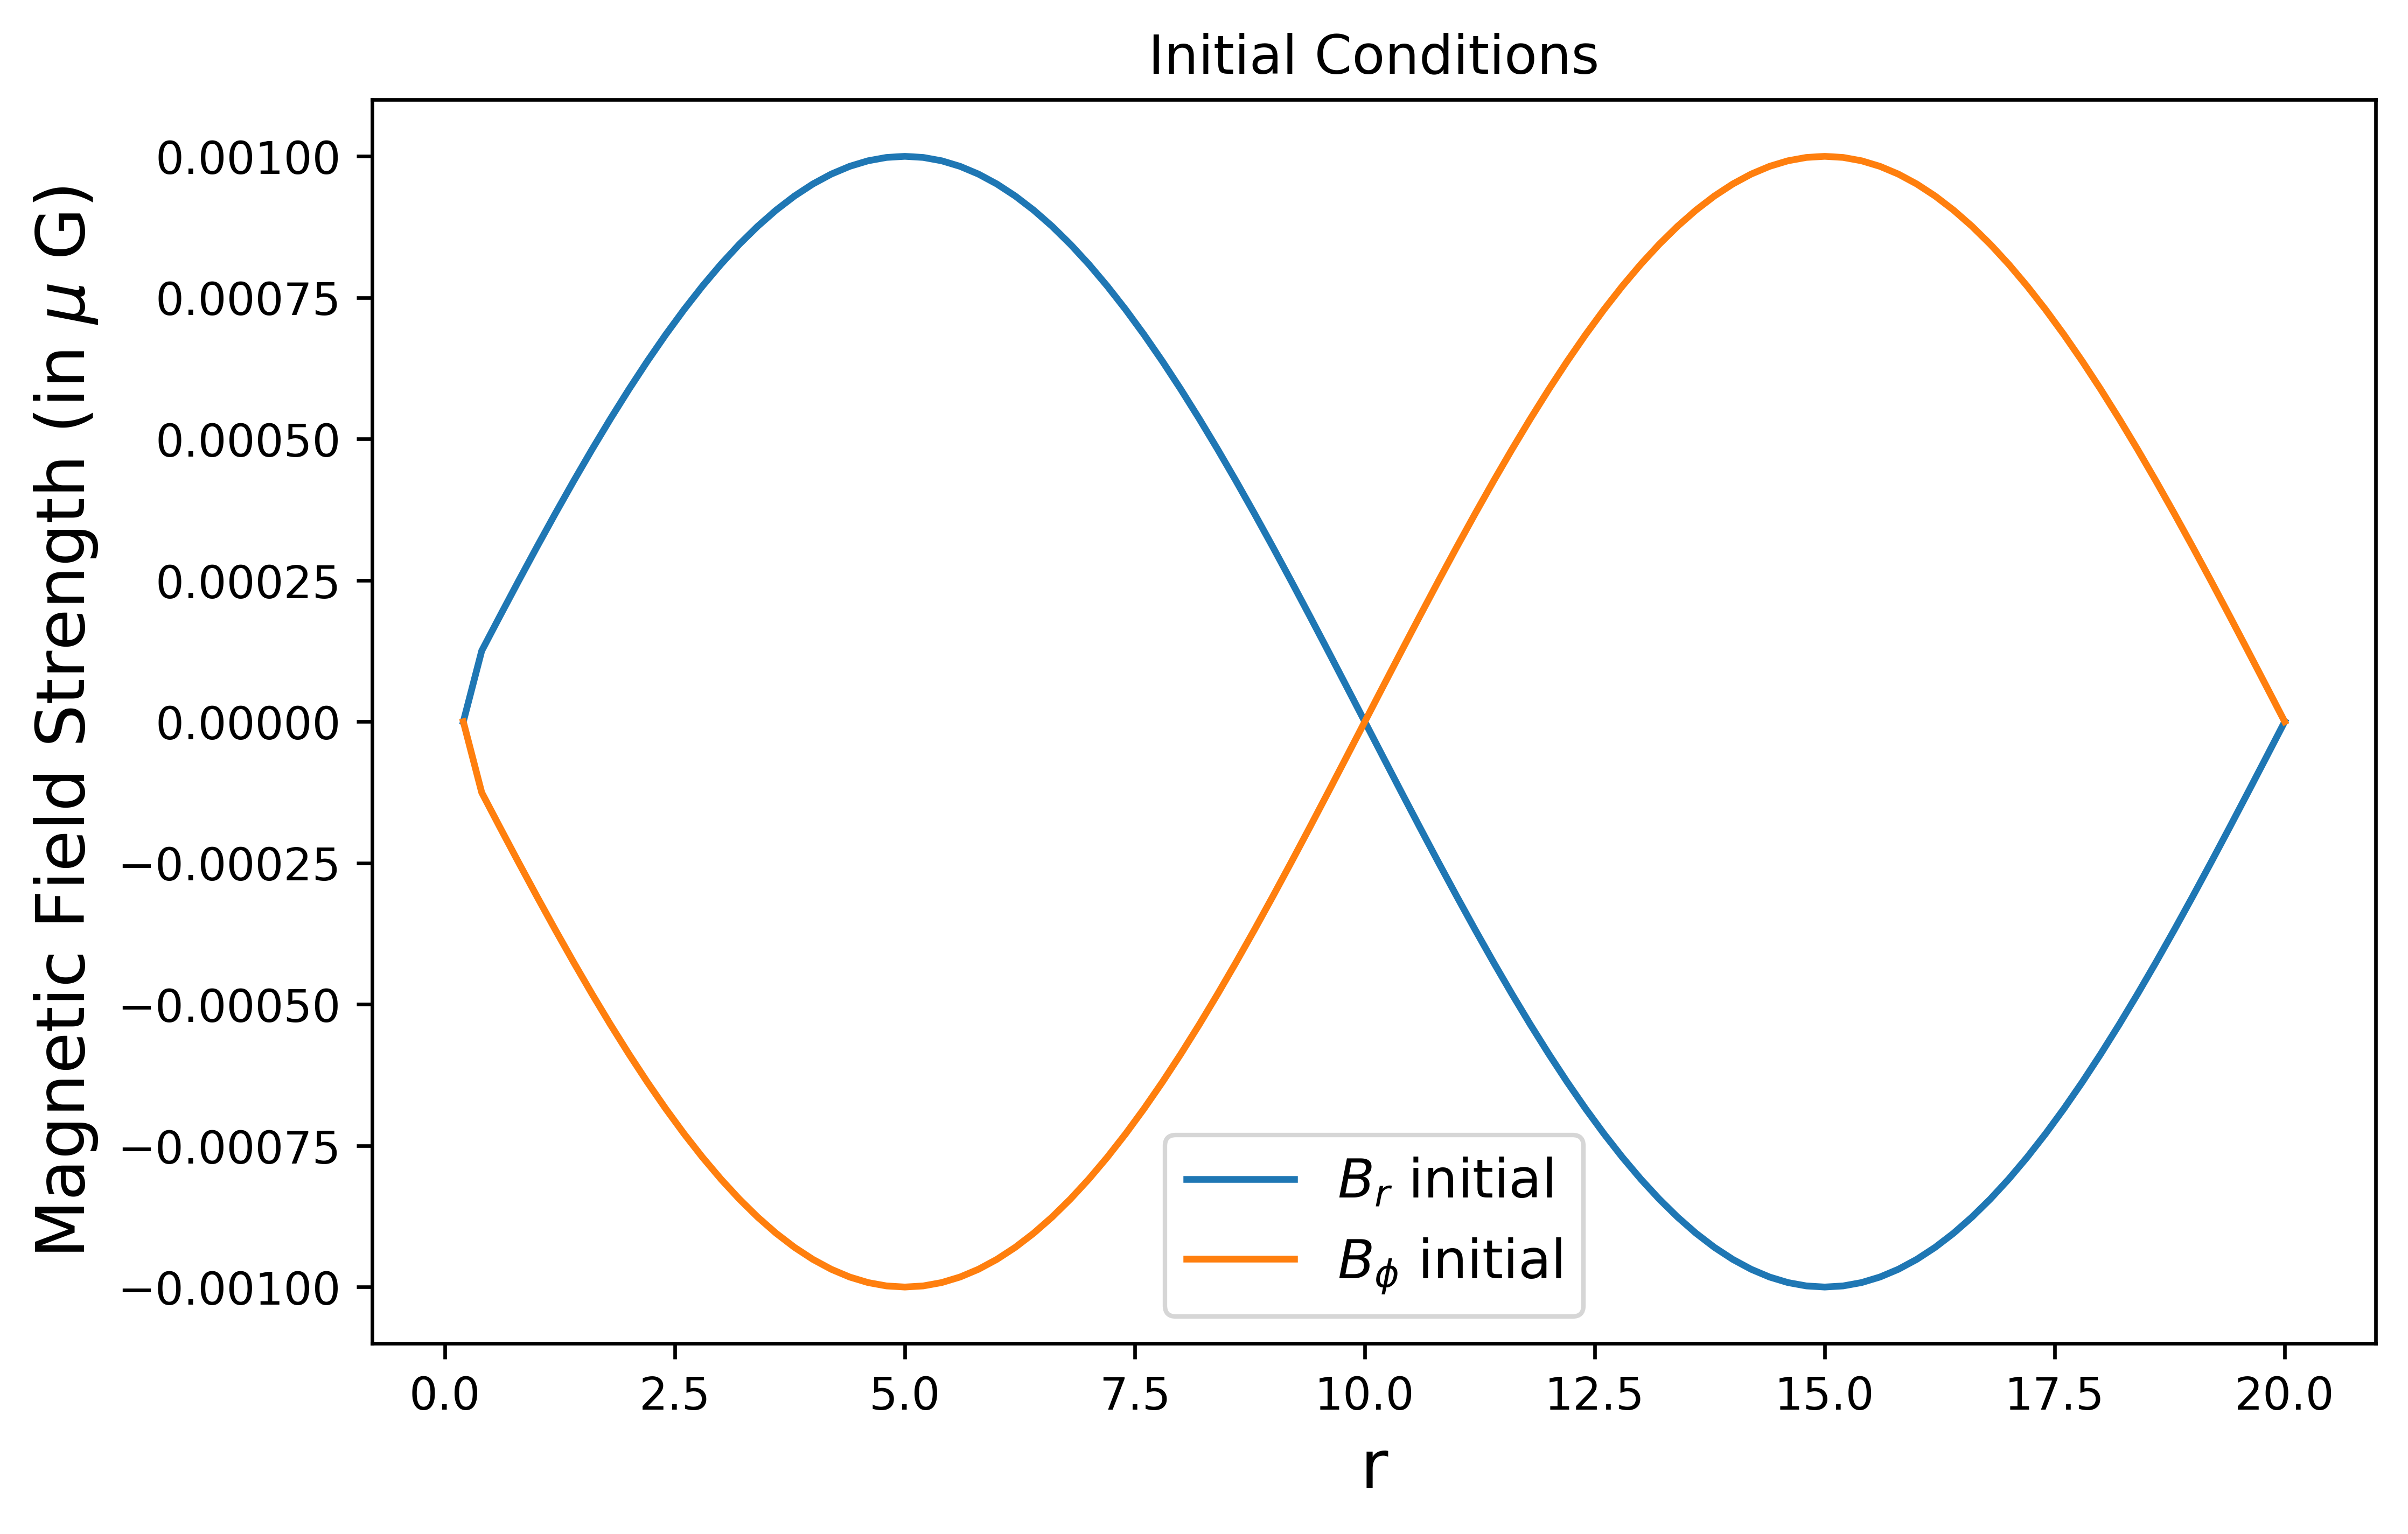 Initial Conditions
Magnetic Field Strength (in μ G)
0.00100
0.00075
0.00050
0.00025
0.00000
−0.00025
−0.00050
−0.00075
−0.00100
B_r initial
B_ϕ initial
0.0 2.5 5.0 7.5 10.0 12.5 15.0 17.5 20.0
r